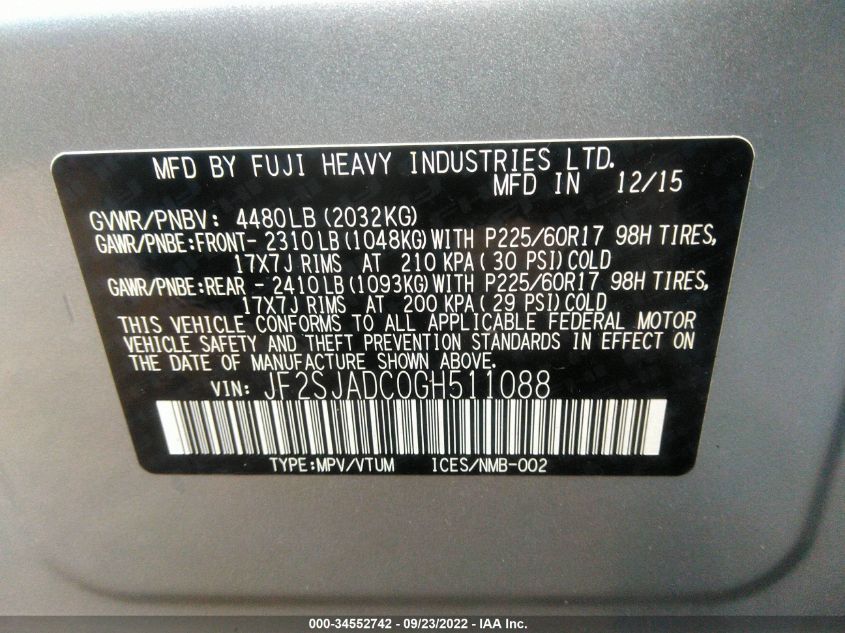 MFD BY FUJI HEAVY INDUSTRIES LTD.
MFD IN 12/15
GVWR/PNBV: 4480LB (2032KG)
GAWR/PNBE:FRONT- 2310LB (1048KG) WITH P225/60R17 98H TIRES,
17X7J RIMS AT 210 KPA ( 30 PSI) COLD
GAWR/PNBE:REAR - 2410LB (1093KG) WITH P225/60R17 98H TIRES,
17X7J RIMS AT 200 KPA ( 29 PSI) COLD
THIS VEHICLE CONFORMS TO ALL APPLICABLE FEDERAL MOTOR
VEHICLE SAFETY AND THEFT PREVENTION STANDARDS IN EFFECT ON
THE DATE OF MANUFACTURE SHOWN ABOVE.
VIN: JF2SJADC0GH511088
TYPE:MPV/VTUM ICES/NMB-002
000-34552742 - 09/23/2022 - IAA Inc.